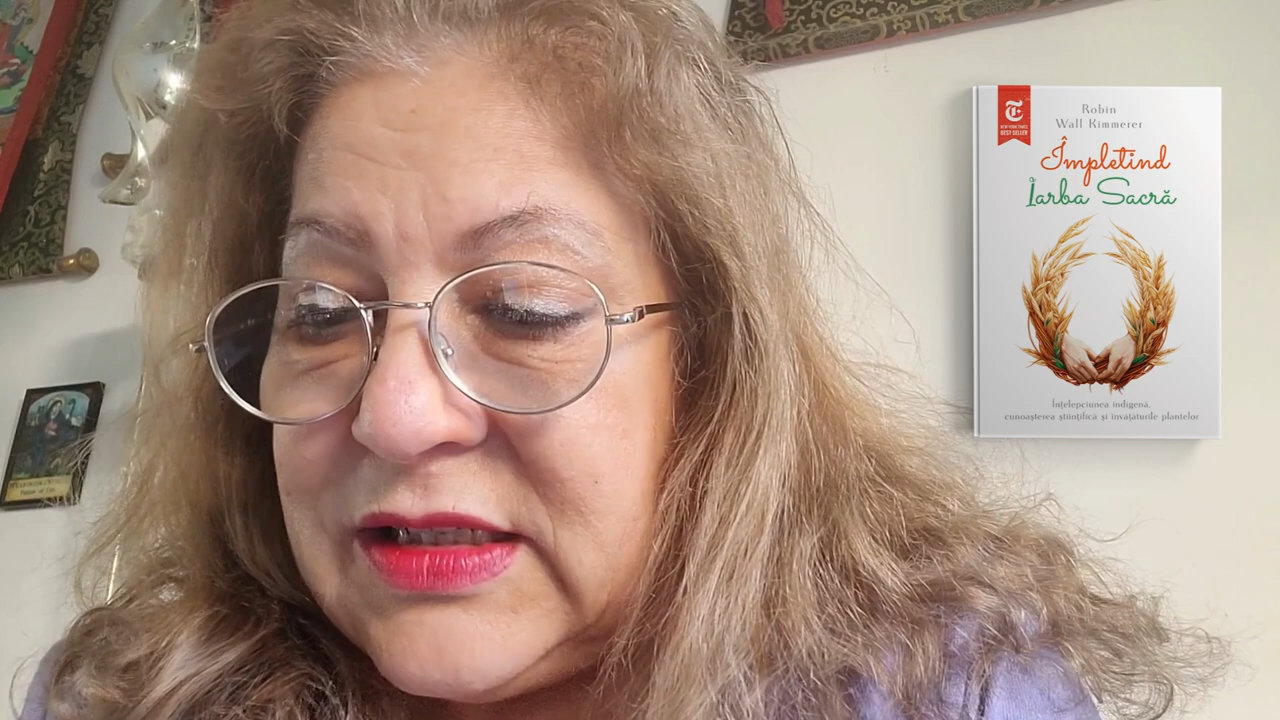 NEW YORK TIMES
BEST SELLER
Robin
Wall Kimmerer
Împletind
Iarba Sacră
Înțelepciunea indigenă,
cunoașterea științifică și învățăturile plantelor